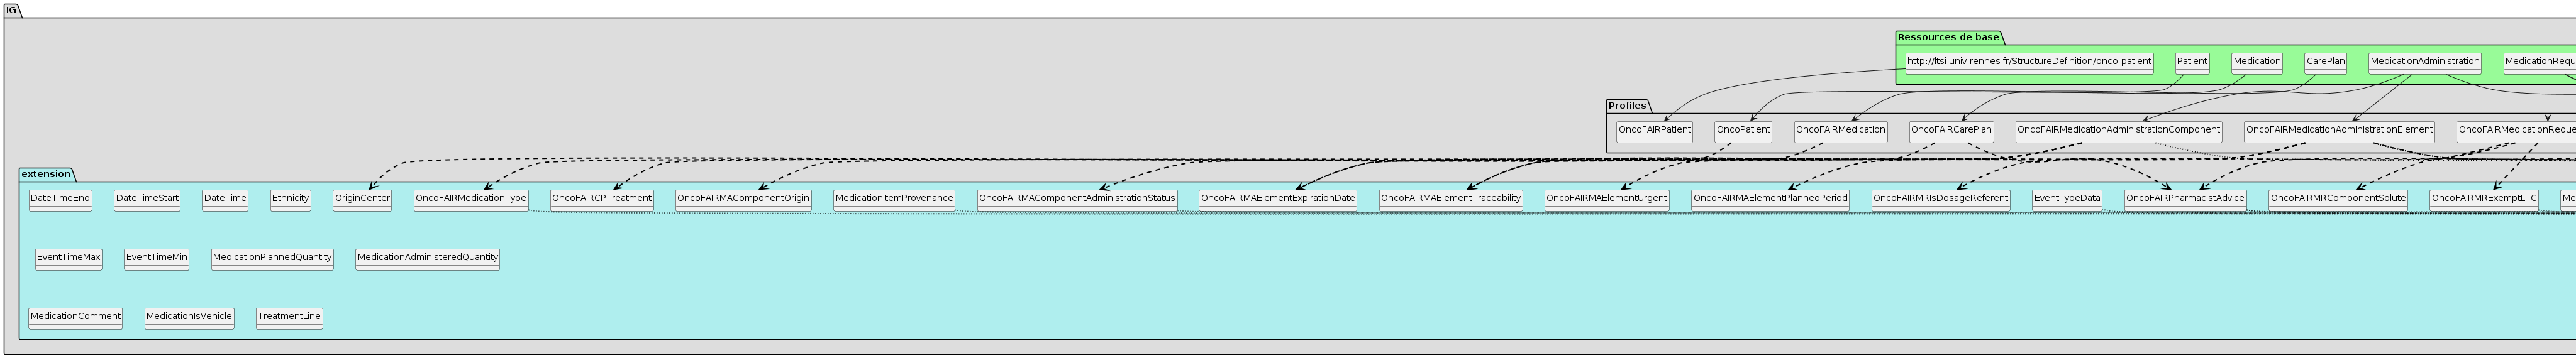 IG
Ressources de base
http://ltsi.univ-rennes.fr/StructureDefinition/onco-patient
Patient
Medication
CarePlan
MedicationAdministration
MedicationRequ
Profiles
OncoFAIRPatient
OncoPatient
OncoFAIRMedication
OncoFAIRCarePlan
OncoFAIRMedicationAdministrationComponent
OncoFAIRMedicationAdministrationElement
OncoFAIRMedicationReque
extension
DateTimeEnd
DateTimeStart
DateTime
Ethnicity
OriginCenter
OncoFAIRMedicationType
OncoFAIRCPTreatment
OncoFAIRMAComponentOrigin
MedicationItemProvenance
OncoFAIRMAComponentAdministrationStatus
OncoFAIRMAElementExpirationDate
OncoFAIRMAElementTraceability
OncoFAIRMAElementUrgent
OncoFAIRMAElementPlannedPeriod
OncoFAIRMRIsDosageReferent
EventTypeData
OncoFAIRPharmacistAdvice
OncoFAIRMRComponentSolute
OncoFAIRMRExemptLTC
Me
EventTimeMax
EventTimeMin
MedicationPlannedQuantity
MedicationAdministeredQuantity
MedicationComment
MedicationIsVehicle
TreatmentLine